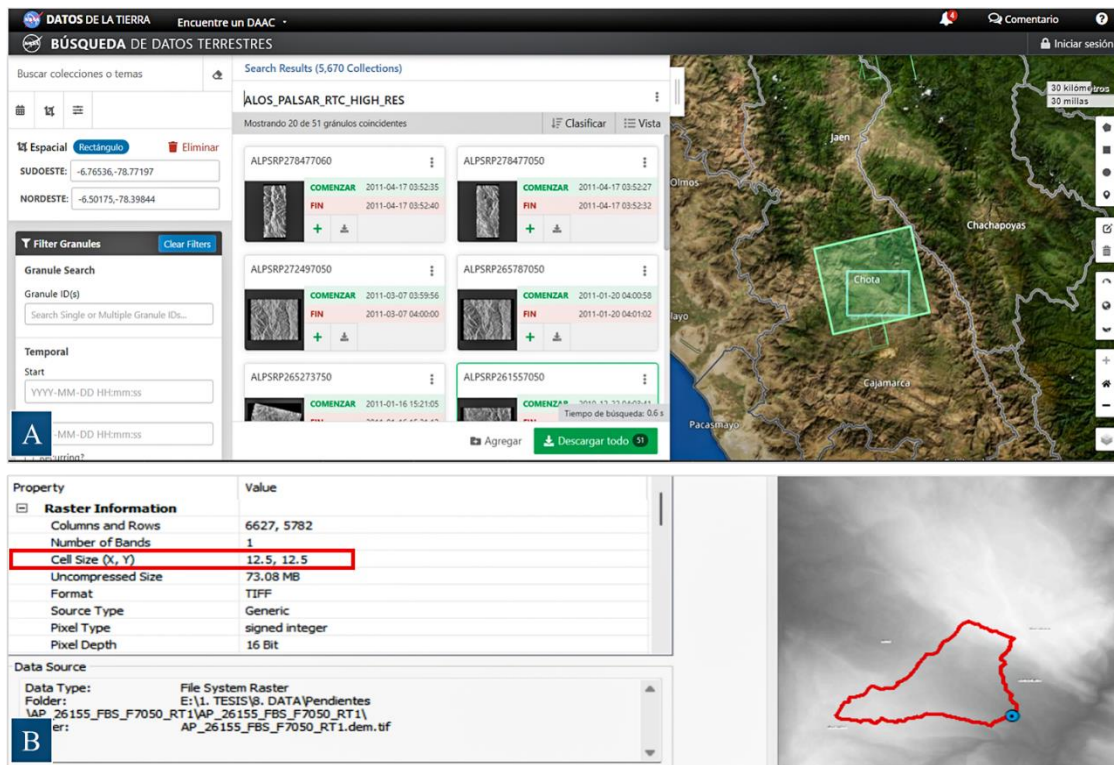 DATOS DE LA TIERRA Encuentre un DAAC
4 Comentario ?
BÚSQUEDA DE DATOS TERRESTRES
Iniciar sesión
Buscar colecciones o temas
Espacial Rectángulo Eliminar
SUDOESTE: -6.76536,-78.77197
NORDESTE: -6.50175,-78.39844
Filter Granules Clear Filters
Granule Search
Granule ID(s)
Search Single or Multiple Granule IDs...
Temporal
Start
YYYY-MM-DD HH:mm:ss
-MM-DD HH:mm:ss
Recurring?
A
Search Results (5,670 Collections)
ALOS_PALSAR_RTC_HIGH_RES
Mostrando 20 de 51 gránulos coincidentes Clasificar Vista
ALPSRP278477060
COMENZAR 2011-04-17 03:52:35
FIN 2011-04-17 03:52:40
ALPSRP278477050
COMENZAR 2011-04-17 03:52:27
FIN 2011-04-17 03:52:32
ALPSRP272497050
COMENZAR 2011-03-07 03:59:56
FIN 2011-03-07 04:00:00
ALPSRP265787050
COMENZAR 2011-01-20 04:00:58
FIN 2011-01-20 04:01:02
ALPSRP265273750
COMENZAR 2011-01-16 15:21:05
ALPSRP261557050
COMENZAR
Tiempo de búsqueda: 0.6 s
Agregar Descargar todo 51
30 kilómetros
30 millas
Jaén
Olmos
Chachapoyas
Chota
layo
Cajamarca
Pacasmayo
Property Value
Raster Information
Columns and Rows 6627, 5782
Number of Bands 1
Cell Size (X, Y) 12.5, 12.5
Uncompressed Size 73.08 MB
Format TIFF
Source Type Generic
Pixel Type signed integer
Pixel Depth 16 Bit
Data Source
Data Type: File System Raster
Folder: E:\1. TESIS\8. DATA\Pendientes
\AP_26155_FBS_F7050_RT1\AP_26155_FBS_F7050_RT1\
er: AP_26155_FBS_F7050_RT1.dem.tif
B